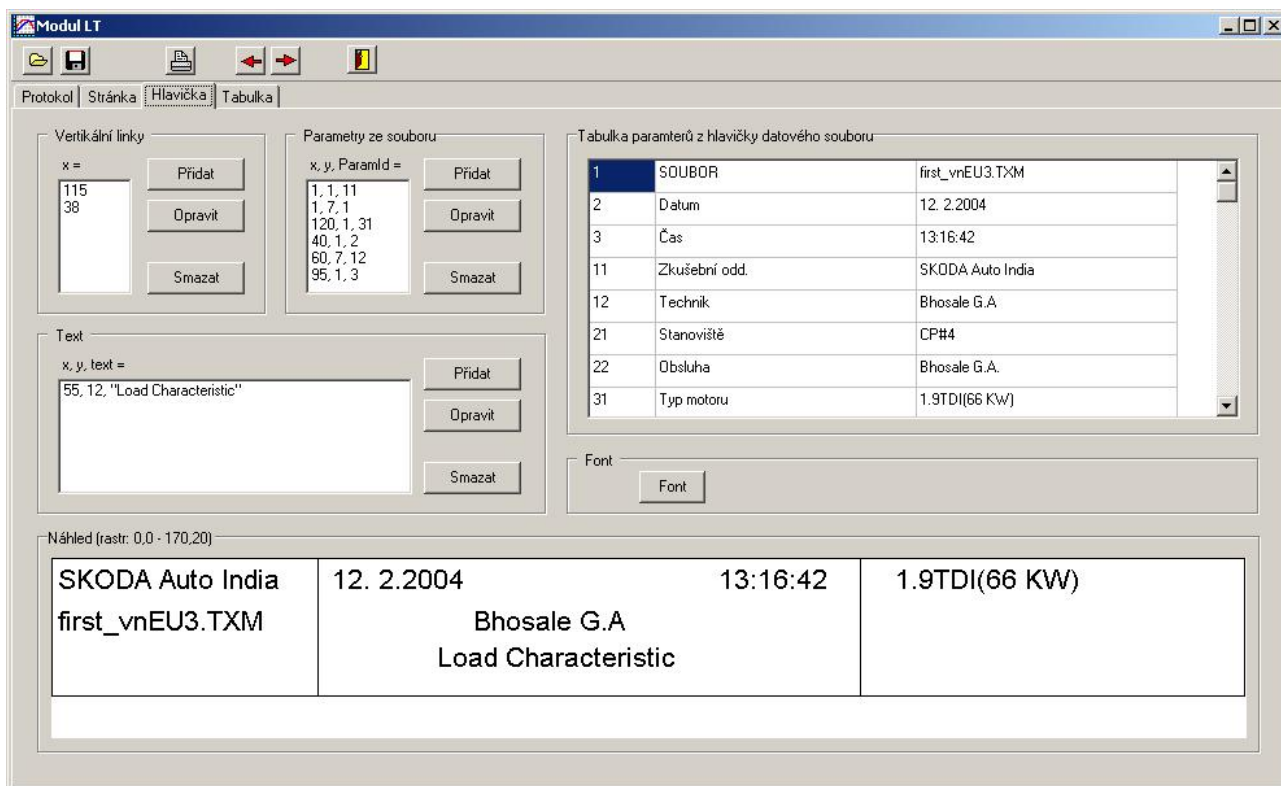 Modul LT
Protokol Stránka Hlavička Tabulka
Vertikální linky
x =
115
38
Přidat
Opravit
Smazat
Parametry ze souboru
x, y, ParamId =
1, 1, 11
1, 7, 1
120, 1, 31
40, 1, 2
60, 7, 12
95, 1, 3
Přidat
Opravit
Smazat
Tabulka paramterů z hlavičky datového souboru
1 SOUBOR first_vnEU3.TXM
2 Datum 12. 2.2004
3 Čas 13:16:42
11 Zkušební odd. SKODA Auto India
12 Technik Bhosale G.A
21 Stanoviště CP#4
22 Obsluha Bhosale G.A.
31 Typ motoru 1.9TDI(66 KW)
Text
x, y, text =
55, 12, "Load Characteristic"
Přidat
Opravit
Smazat
Font
Font
Náhled (rastr: 0,0 - 170,20)
SKODA Auto India 12. 2.2004 13:16:42 1.9TDI(66 KW)
first_vnEU3.TXM Bhosale G.A
Load Characteristic